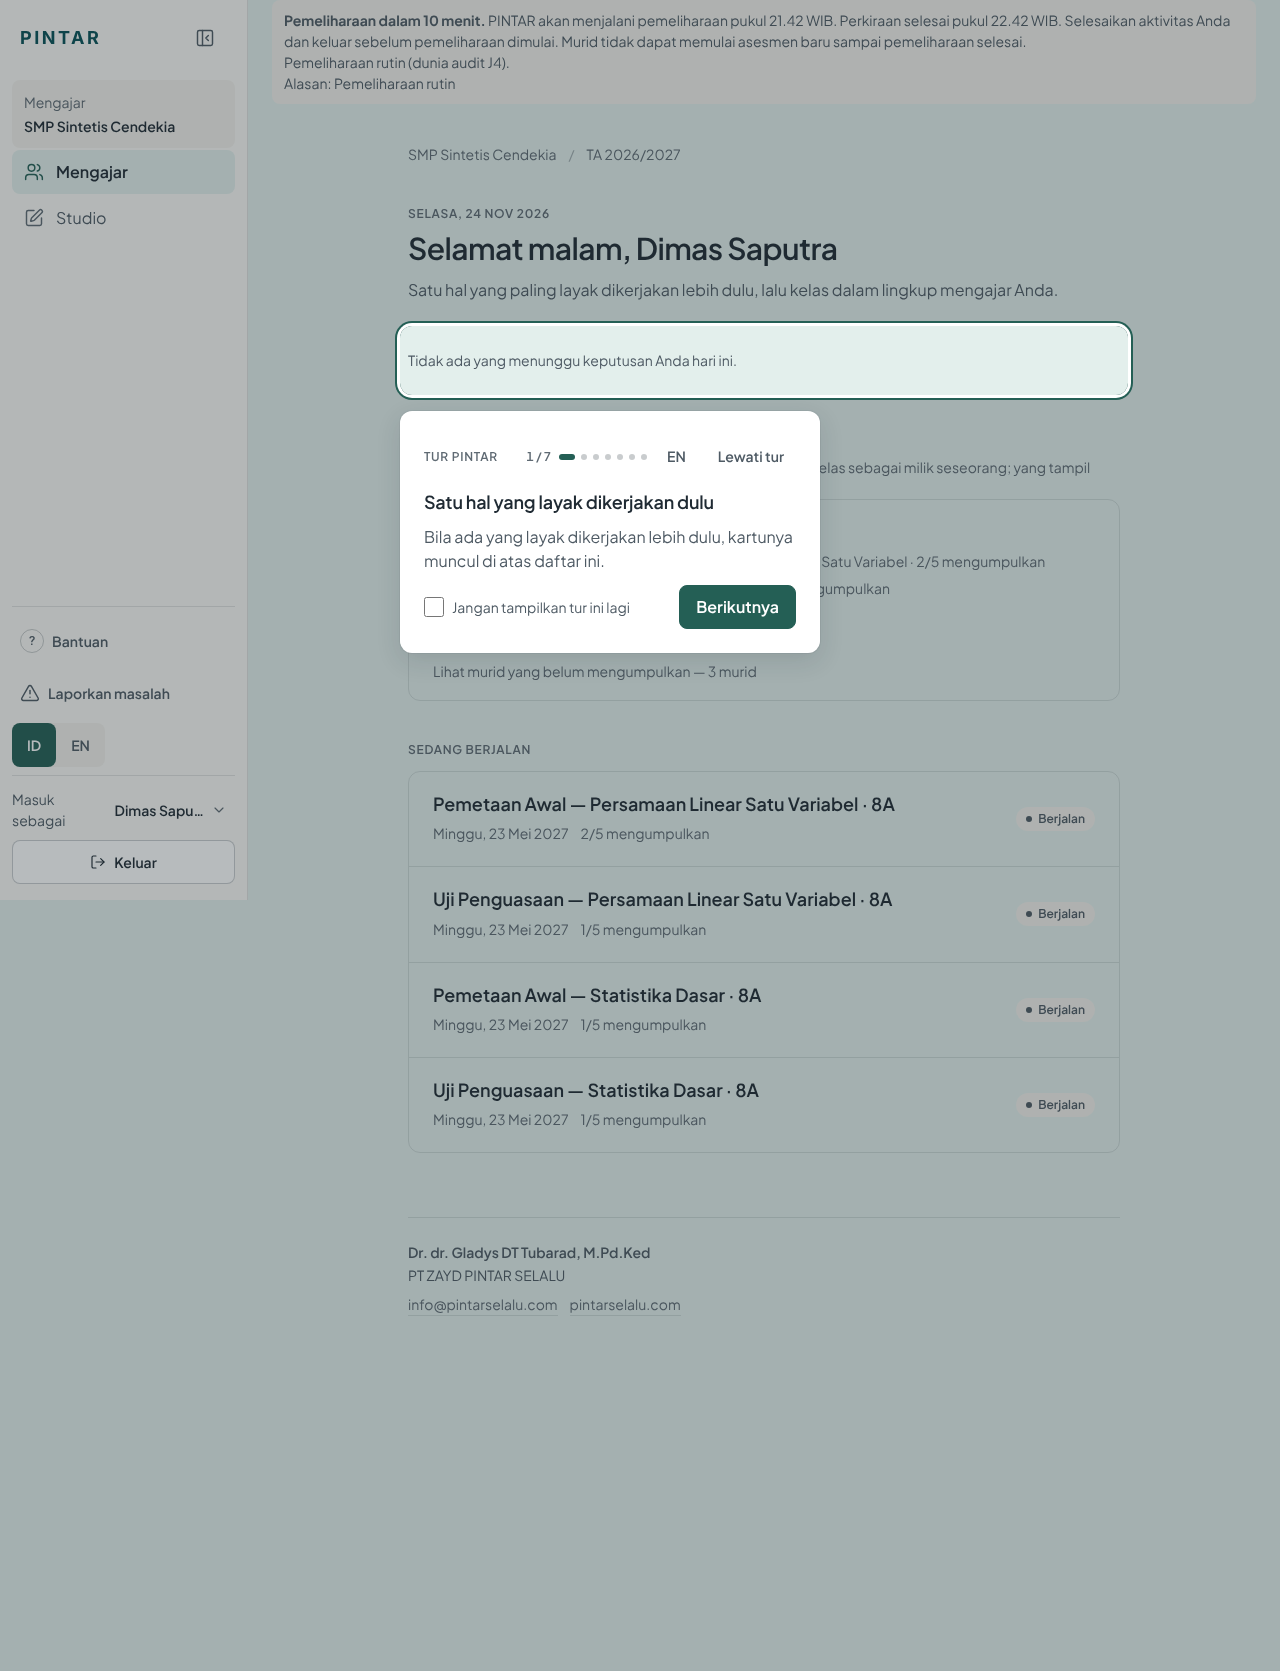 PINTAR
Mengajar
SMP Sintetis Cendekia
Mengajar
Studio
? Bantuan
Laporkan masalah
ID EN
Masuk sebagai
Dimas Sapu...
Keluar
Pemeliharaan dalam 10 menit. PINTAR akan menjalani pemeliharaan pukul 21.42 WIB. Perkiraan selesai pukul 22.42 WIB. Selesaikan aktivitas Anda
dan keluar sebelum pemeliharaan dimulai. Murid tidak dapat memulai asesmen baru sampai pemeliharaan selesai.
Pemeliharaan rutin (dunia audit J4).
Alasan: Pemeliharaan rutin
SMP Sintetis Cendekia / TA 2026/2027
SELASA, 24 NOV 2026
Selamat malam, Dimas Saputra
Satu hal yang paling layak dikerjakan lebih dulu, lalu kelas dalam lingkup mengajar Anda.
Tidak ada yang menunggu keputusan Anda hari ini.
TUR PINTAR 1/7 EN Lewati tur
Satu hal yang layak dikerjakan dulu
Bila ada yang layak dikerjakan lebih dulu, kartunya
muncul di atas daftar ini.
Jangan tampilkan tur ini lagi
Berikutnya
elas sebagai milik seseorang; yang tampil
Satu Variabel · 2/5 mengumpulkan
gumpulkan
Lihat murid yang belum mengumpulkan — 3 murid
SEDANG BERJALAN
Pemetaan Awal — Persamaan Linear Satu Variabel · 8A
Minggu, 23 Mei 2027 2/5 mengumpulkan
Berjalan
Uji Penguasaan — Persamaan Linear Satu Variabel · 8A
Minggu, 23 Mei 2027 1/5 mengumpulkan
Berjalan
Pemetaan Awal — Statistika Dasar · 8A
Minggu, 23 Mei 2027 1/5 mengumpulkan
Berjalan
Uji Penguasaan — Statistika Dasar · 8A
Minggu, 23 Mei 2027 1/5 mengumpulkan
Berjalan
Dr. dr. Gladys DT Tubarad, M.Pd.Ked
PT ZAYD PINTAR SELALU
info@pintarselalu.com pintarselalu.com